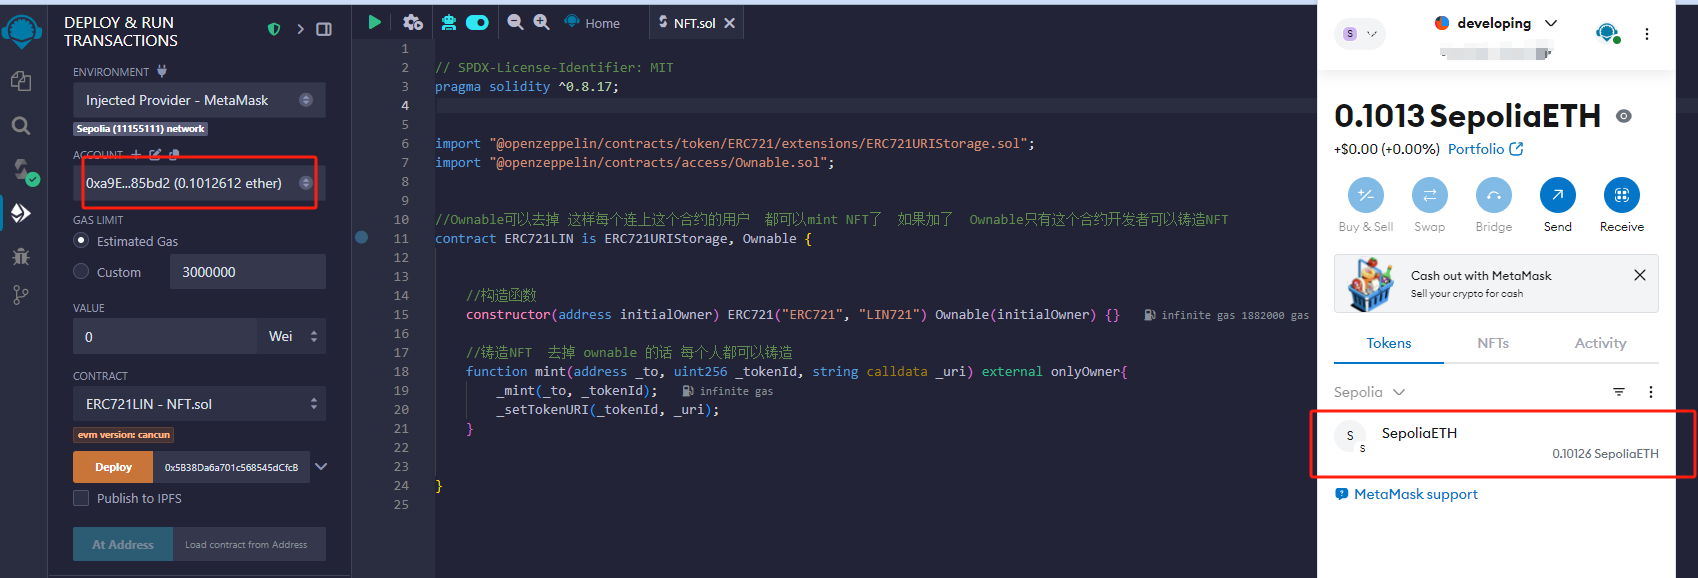 DEPLOY & RUN
TRANSACTIONS
ENVIRONMENT
Injected Provider - MetaMask
Sepolia (11155111) network
ACCOUNT
0xa9E...85bd2 (0.1012612 ether)
GAS LIMIT
Estimated Gas
Custom
3000000
VALUE
0
Wei
CONTRACT
ERC721LIN - NFT.sol
evm version: cancun
Deploy
0x5B38Da6a701c568545dCfcB
Publish to IPFS
At Address
Load contract from Address
Home
NFT.sol
1
2 // SPDX-License-Identifier: MIT
3 pragma solidity ^0.8.17;
4
5
6 import "@openzeppelin/contracts/token/ERC721/extensions/ERC721URIStorage.sol";
7 import "@openzeppelin/contracts/access/Ownable.sol";
8
9
10 //Ownable可以去掉 这样每个连上这个合约的用户 都可以mint NFT了 如果加了 Ownable只有这个合约开发者可以铸造NFT
11 contract ERC721LIN is ERC721URIStorage, Ownable {
12
13
14 //构造函数
15 constructor(address initialOwner) ERC721("ERC721", "LIN721") Ownable(initialOwner) {} infinite gas 1882000 gas
16
17 //铸造NFT 去掉 ownable 的话 每个人都可以铸造
18 function mint(address _to, uint256 _tokenId, string calldata _uri) external onlyOwner{
19 _mint(_to, _tokenId); infinite gas
20 _setTokenURI(_tokenId, _uri);
21 }
22
23
24 }
25
S
developing
0.1013 SepoliaETH
+$0.00 (+0.00%) Portfolio
Buy & Sell
Swap
Bridge
Send
Receive
Cash out with MetaMask
Sell your crypto for cash
Tokens
NFTs
Activity
Sepolia
S
S
SepoliaETH
0.10126 SepoliaETH
MetaMask support